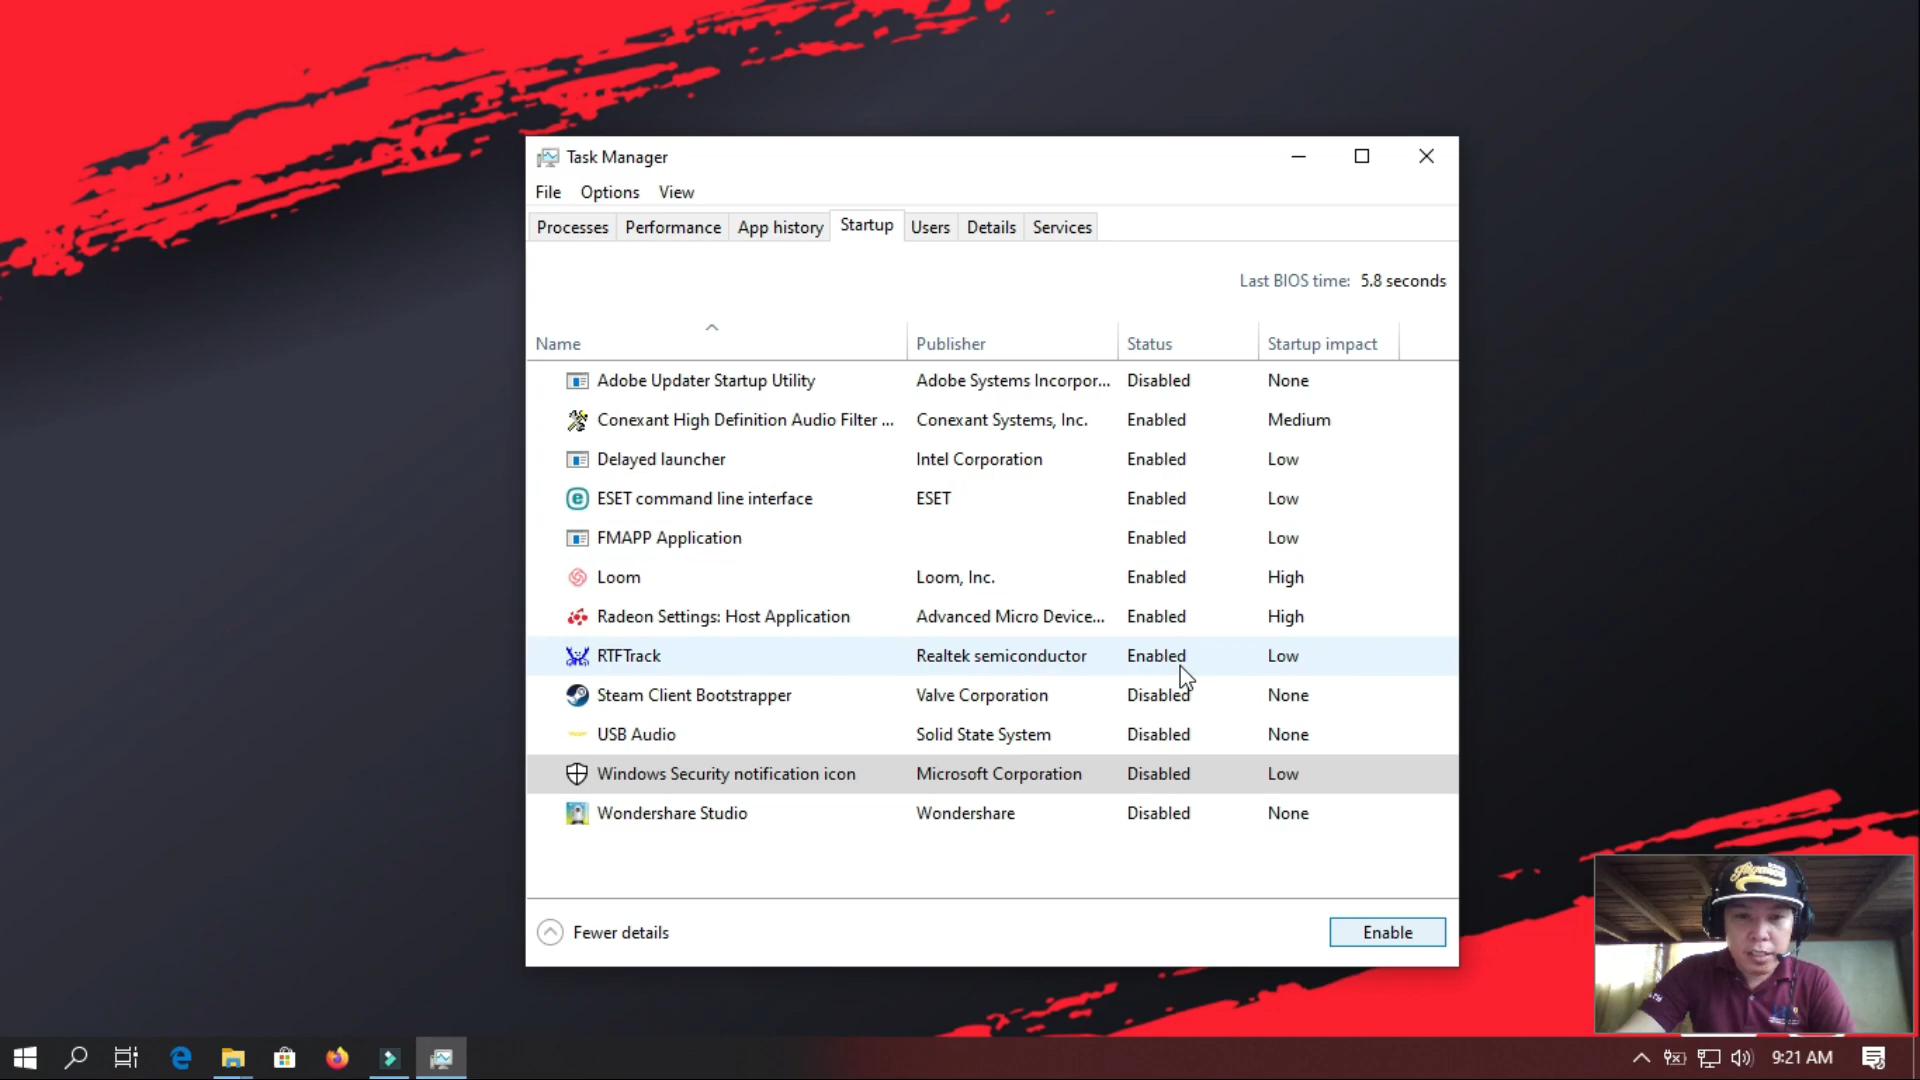 Task Manager
File Options View
Processes Performance App history Startup Users Details Services
Last BIOS time: 5.8 seconds
Name Publisher Status Startup impact
Adobe Updater Startup Utility Adobe Systems Incorpor... Disabled None
Conexant High Definition Audio Filter ... Conexant Systems, Inc. Enabled Medium
Delayed launcher Intel Corporation Enabled Low
ESET command line interface ESET Enabled Low
FMAPP Application Enabled Low
Loom Loom, Inc. Enabled High
Radeon Settings: Host Application Advanced Micro Device... Enabled High
RTFTrack Realtek semiconductor Enabled Low
Steam Client Bootstrapper Valve Corporation Disabled None
USB Audio Solid State System Disabled None
Windows Security notification icon Microsoft Corporation Disabled Low
Wondershare Studio Wondershare Disabled None
Fewer details Enable
9:21 AM